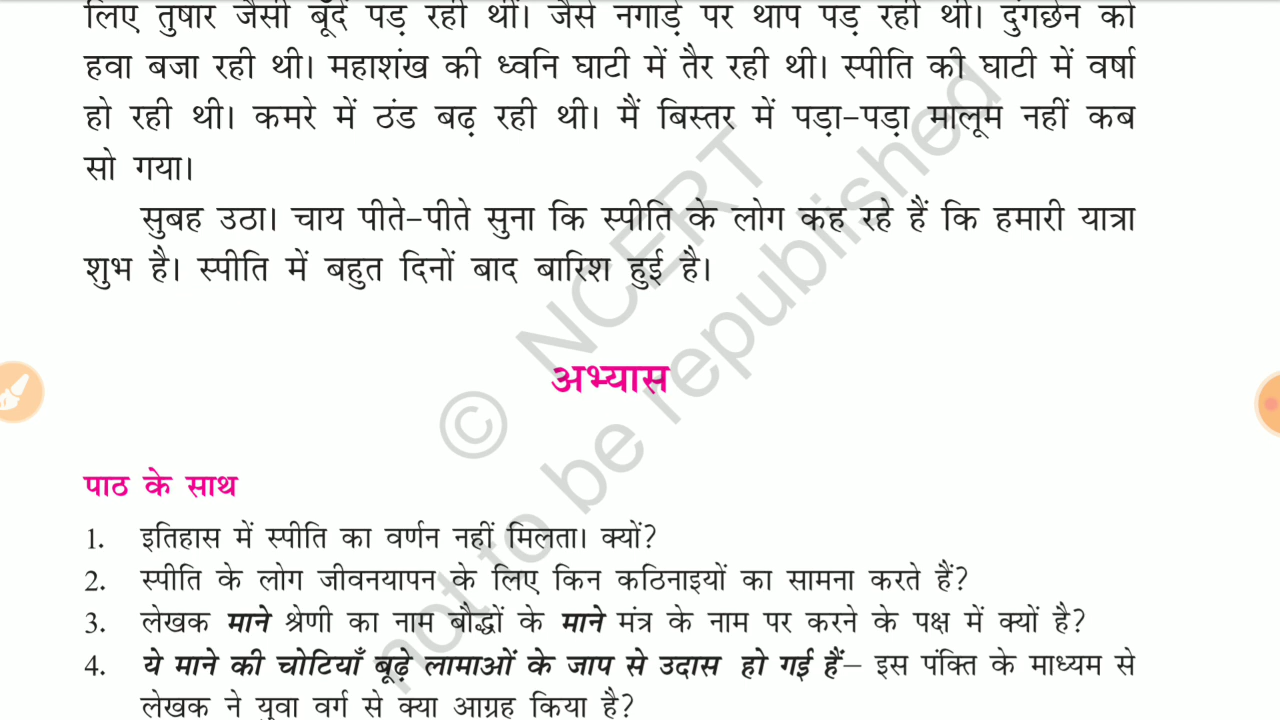 लिए तुषार जैसी बूँदें पड़ रही थीं। जैसे नगाड़े पर थाप पड़ रही थी। दुंगछेन को
हवा बजा रही थी। महाशंख की ध्वनि घाटी में तैर रही थी। स्पीति की घाटी में वर्षा
हो रही थी। कमरे में ठंड बढ़ रही थी। मैं बिस्तर में पड़ा-पड़ा मालूम नहीं कब
सो गया।
सुबह उठा। चाय पीते-पीते सुना कि स्पीति के लोग कह रहे हैं कि हमारी यात्रा
शुभ है। स्पीति में बहुत दिनों बाद बारिश हुई है।
© NCERT
not to be republished
अभ्यास
पाठ के साथ
1. इतिहास में स्पीति का वर्णन नहीं मिलता। क्यों?
2. स्पीति के लोग जीवनयापन के लिए किन कठिनाइयों का सामना करते हैं?
3. लेखक माने श्रेणी का नाम बौद्धों के माने मंत्र के नाम पर करने के पक्ष में क्यों है?
4. ये माने की चोटियाँ बूढ़े लामाओं के जाप से उदास हो गई हैं– इस पंक्ति के माध्यम से
लेखक ने युवा वर्ग से क्या आग्रह किया है?